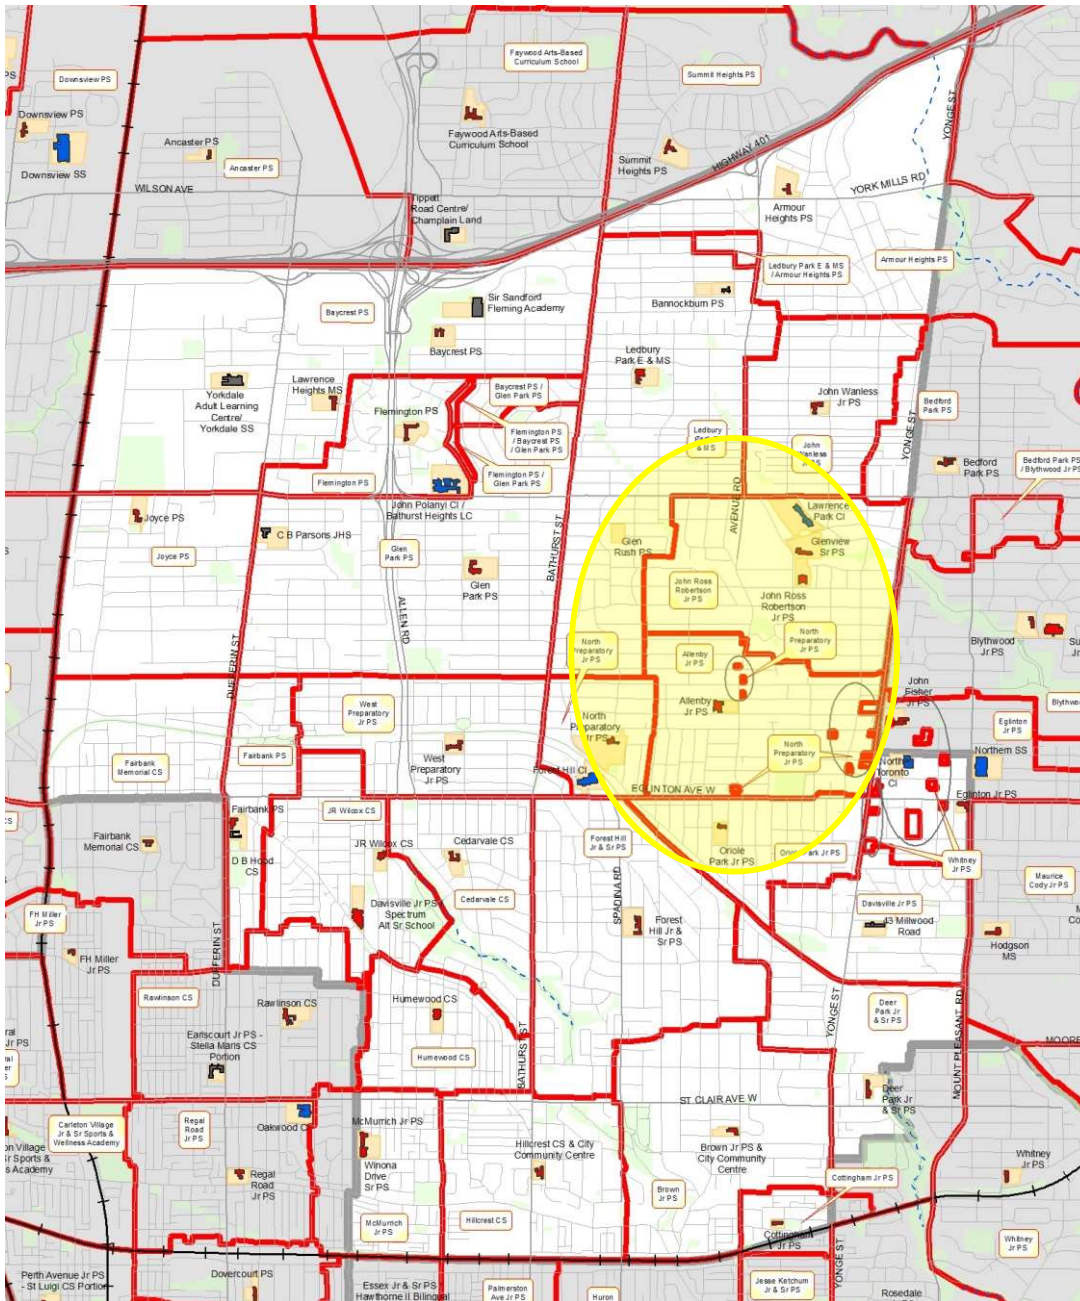 Faywood Arts-Based
Curriculum School
Downsview PS
Summit Heights PS
YONGE ST
Downsview PS
Faywood Arts-Based
Curriculum School
Ancaster PS
HIGHWAY 401
Ancaster PS
Summit
Heights PS
Downsview SS
WILSON AVE
YORK MILLS RD
Tippett
Road Centre/
Champlain Land
Armour
Heights PS
Ledbury Park E & MS
/ Armour Heights PS
Armour Heights PS
Bannockburn PS
Sir Sandford
Fleming Academy
Baycrest PS
Baycrest PS
Ledbury
Park E & MS
Lawrence
Heights MS
Baycrest PS /
Glen Park PS
John Wanless
Jr PS
Yorkdale
Adult Learning
Centre/
Yorkdale SS
Flemington PS
Bedford
Park PS
Flemington PS
/ Baycrest PS
/ Glen Park PS
Ledbury
& MS
John
Wanless
Jr PS
YONGE ST
Bedford
Park PS
Bedford Park PS
/ Blythwood Jr PS
Flemington PS /
Glen Park PS
Flemington PS
John Polanyi CI /
Bathurst Heights LC
AVENUE RD
Lawrence
Park CI
Joyce PS
C B Parsons JHS
Glen
Rush PS
Glenview
Sr PS
Joyce PS
Glen
Park PS
BATHURST ST
Glen
Park PS
John Ross
Robertson
Jr PS
John Ross
Robertson
Jr PS
ALLEN RD
DUFFERIN ST
North
Preparatory
Jr PS
Blythwood
Jr PS
North
Preparatory
Jr PS
Allenby
Jr PS
John
Fisher
Jr PS
West
Preparatory
Jr PS
Allenby
Jr PS
North
Preparatory
Jr PS
Eglinton
Jr PS
Fairbank
Memorial CS
Fairbank PS
West
Preparatory
Jr PS
North
Preparatory
Jr PS
Northern SS
Forest Hill CI
North
Toronto
CI
EGLINTON AVE W
Eglinton Jr PS
Fairbank PS
JR Wilcox CS
Fairbank
Memorial CS
JR Wilcox CS
Cedarvale CS
Forest Hill
Jr & Sr PS
Oriole
Park Jr PS
Oriole Park Jr PS
Whitney
Jr PS
D B Hood
CS
Maurice
Cody Jr PS
Davisville Jr PS /
Spectrum
Alt Sr School
Cedarvale CS
SPADINA RD
Davisville Jr PS
FH Miller
Jr PS
DUFFERIN ST
Forest
Hill Jr &
Sr PS
43 Millwood
Road
Hodgson
MS
FH Miller
Jr PS
Rawlinson CS
Rawlinson CS
Humewood CS
YONGE ST
Deer
Park Jr
& Sr PS
MOUNT PLEASANT RD
Earlscourt Jr PS -
Stella Maris CS
Portion
Humewood CS
BATHURST ST
ST CLAIR AVE W
Deer
Park Jr
& Sr PS
Carleton Village
Jr & Sr Sports &
Wellness Academy
Regal
Road
Jr PS
Oakwood CI
McMurrich Jr PS
Hillcrest CS & City
Community Centre
Brown Jr PS &
City Community
Centre
Whitney
Jr PS
Regal
Road
Jr PS
Winona
Drive
Sr PS
Brown
Jr PS
Cottingham Jr PS
McMurrich
Jr PS
Hillcrest CS
Cottingham
Jr PS
Whitney
Jr PS
YONGE ST
Perth Avenue Jr PS
- St Luigi CS Portion
Dovercourt PS
Essex Jr & Sr PS /
Hawthorne II Bilingual
Palmerston
Ave Jr PS
Huron
Jesse Ketchum
Jr & Sr PS
Rosedale